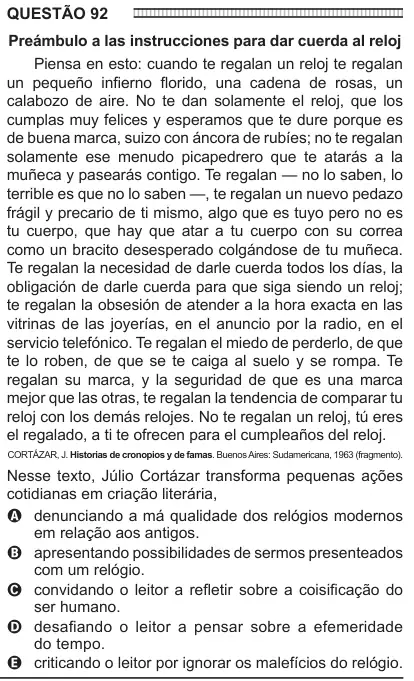 QUESTÃO 92
Preámbulo a las instrucciones para dar cuerda al reloj
Piensa en esto: cuando te regalan un reloj te regalan
un pequeño infierno florido, una cadena de rosas, un
calabozo de aire. No te dan solamente el reloj, que los
cumplas muy felices y esperamos que te dure porque es
de buena marca, suizo con áncora de rubíes; no te regalan
solamente ese menudo picapedrero que te atarás a la
muñeca y pasearás contigo. Te regalan — no lo saben, lo
terrible es que no lo saben —, te regalan un nuevo pedazo
frágil y precario de ti mismo, algo que es tuyo pero no es
tu cuerpo, que hay que atar a tu cuerpo con su correa
como un bracito desesperado colgándose de tu muñeca.
Te regalan la necesidad de darle cuerda todos los días, la
obligación de darle cuerda para que siga siendo un reloj;
te regalan la obsesión de atender a la hora exacta en las
vitrinas de las joyerías, en el anuncio por la radio, en el
servicio telefónico. Te regalan el miedo de perderlo, de que
te lo roben, de que se te caiga al suelo y se rompa. Te
regalan su marca, y la seguridad de que es una marca
mejor que las otras, te regalan la tendencia de comparar tu
reloj con los demás relojes. No te regalan un reloj, tú eres
el regalado, a ti te ofrecen para el cumpleaños del reloj.
CORTÁZAR, J. Historias de cronopios y de famas. Buenos Aires: Sudamericana, 1963 (fragmento).
Nesse texto, Júlio Cortázar transforma pequenas ações
cotidianas em criação literária,
A denunciando a má qualidade dos relógios modernos
em relação aos antigos.
B apresentando possibilidades de sermos presenteados
com um relógio.
C convidando o leitor a refletir sobre a coisificação do
ser humano.
D desafiando o leitor a pensar sobre a efemeridade
do tempo.
E criticando o leitor por ignorar os malefícios do relógio.